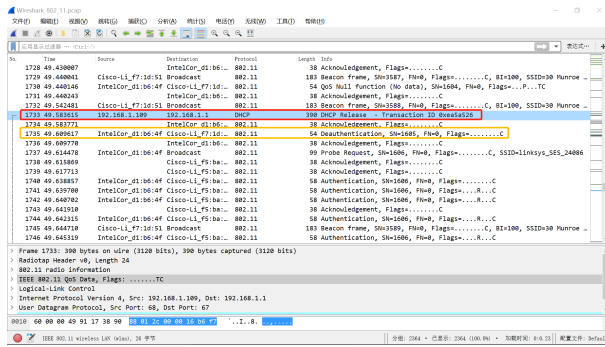 Wireshark_802_11.pcap
文件(F) 编辑(E) 视图(V) 跳转(G) 捕获(C) 分析(A) 统计(S) 电话(Y) 无线(W) 工具(T) 帮助(H)
应用显示过滤器 … <Ctrl-/>
表达式…
No. Time Source Destination Protocol Length Info
1728 49.430007 IntelCor_d1:b6:… 802.11 38 Acknowledgement, Flags=........C
1729 49.440041 Cisco-Li_f7:1d:51 Broadcast 802.11 183 Beacon frame, SN=3587, FN=0, Flags=........C, BI=100, SSID=30 Munroe …
1730 49.440146 IntelCor_d1:b6:4f Cisco-Li_f7:1d:… 802.11 54 QoS Null function (No data), SN=1604, FN=0, Flags=...P...TC
1731 49.440243 IntelCor_d1:b6:… 802.11 38 Acknowledgement, Flags=........C
1732 49.542481 Cisco-Li_f7:1d:51 Broadcast 802.11 183 Beacon frame, SN=3588, FN=0, Flags=........C, BI=100, SSID=30 Munroe …
1733 49.583615 192.168.1.109 192.168.1.1 DHCP 390 DHCP Release - Transaction ID 0xea5a526
1734 49.583771 IntelCor_d1:b6:… 802.11 38 Acknowledgement, Flags=........C
1735 49.609617 IntelCor_d1:b6:4f Cisco-Li_f7:1d:… 802.11 54 Deauthentication, SN=1605, FN=0, Flags=........C
1736 49.609770 IntelCor_d1:b6:… 802.11 38 Acknowledgement, Flags=........C
1737 49.614478 IntelCor_d1:b6:4f Broadcast 802.11 99 Probe Request, SN=1606, FN=0, Flags=........C, SSID=linksys_SES_24086
1738 49.615869 Cisco-Li_f5:ba:… 802.11 38 Acknowledgement, Flags=........C
1739 49.617713 Cisco-Li_f5:ba:… 802.11 38 Acknowledgement, Flags=........C
1740 49.638857 IntelCor_d1:b6:4f Cisco-Li_f5:ba:… 802.11 58 Authentication, SN=1606, FN=0, Flags=........C
1741 49.639700 IntelCor_d1:b6:4f Cisco-Li_f5:ba:… 802.11 58 Authentication, SN=1606, FN=0, Flags=....R...C
1742 49.640702 IntelCor_d1:b6:4f Cisco-Li_f5:ba:… 802.11 58 Authentication, SN=1606, FN=0, Flags=....R...C
1743 49.641910 Cisco-Li_f5:ba:… 802.11 38 Acknowledgement, Flags=........C
1744 49.642315 IntelCor_d1:b6:4f Cisco-Li_f5:ba:… 802.11 58 Authentication, SN=1606, FN=0, Flags=....R...C
1745 49.644710 Cisco-Li_f7:1d:51 Broadcast 802.11 183 Beacon frame, SN=3589, FN=0, Flags=........C, BI=100, SSID=30 Munroe …
1746 49.645319 IntelCor_d1:b6:4f Cisco-Li_f5:ba:… 802.11 58 Authentication, SN=1606, FN=0, Flags=....R...C
Frame 1733: 390 bytes on wire (3120 bits), 390 bytes captured (3120 bits)
Radiotap Header v0, Length 24
802.11 radio information
IEEE 802.11 QoS Data, Flags: .......TC
Logical-Link Control
Internet Protocol Version 4, Src: 192.168.1.109, Dst: 192.168.1.1
User Datagram Protocol, Src Port: 68, Dst Port: 67
0010 60 00 00 49 91 17 38 90 88 01 2c 00 00 16 b6 f7 `..I..8. ..,.....
IEEE 802.11 wireless LAN (wlan), 26 字节
分组: 2364 · 已显示: 2364 (100.0%) · 加载时间: 0:0.23
配置文件: Defaul